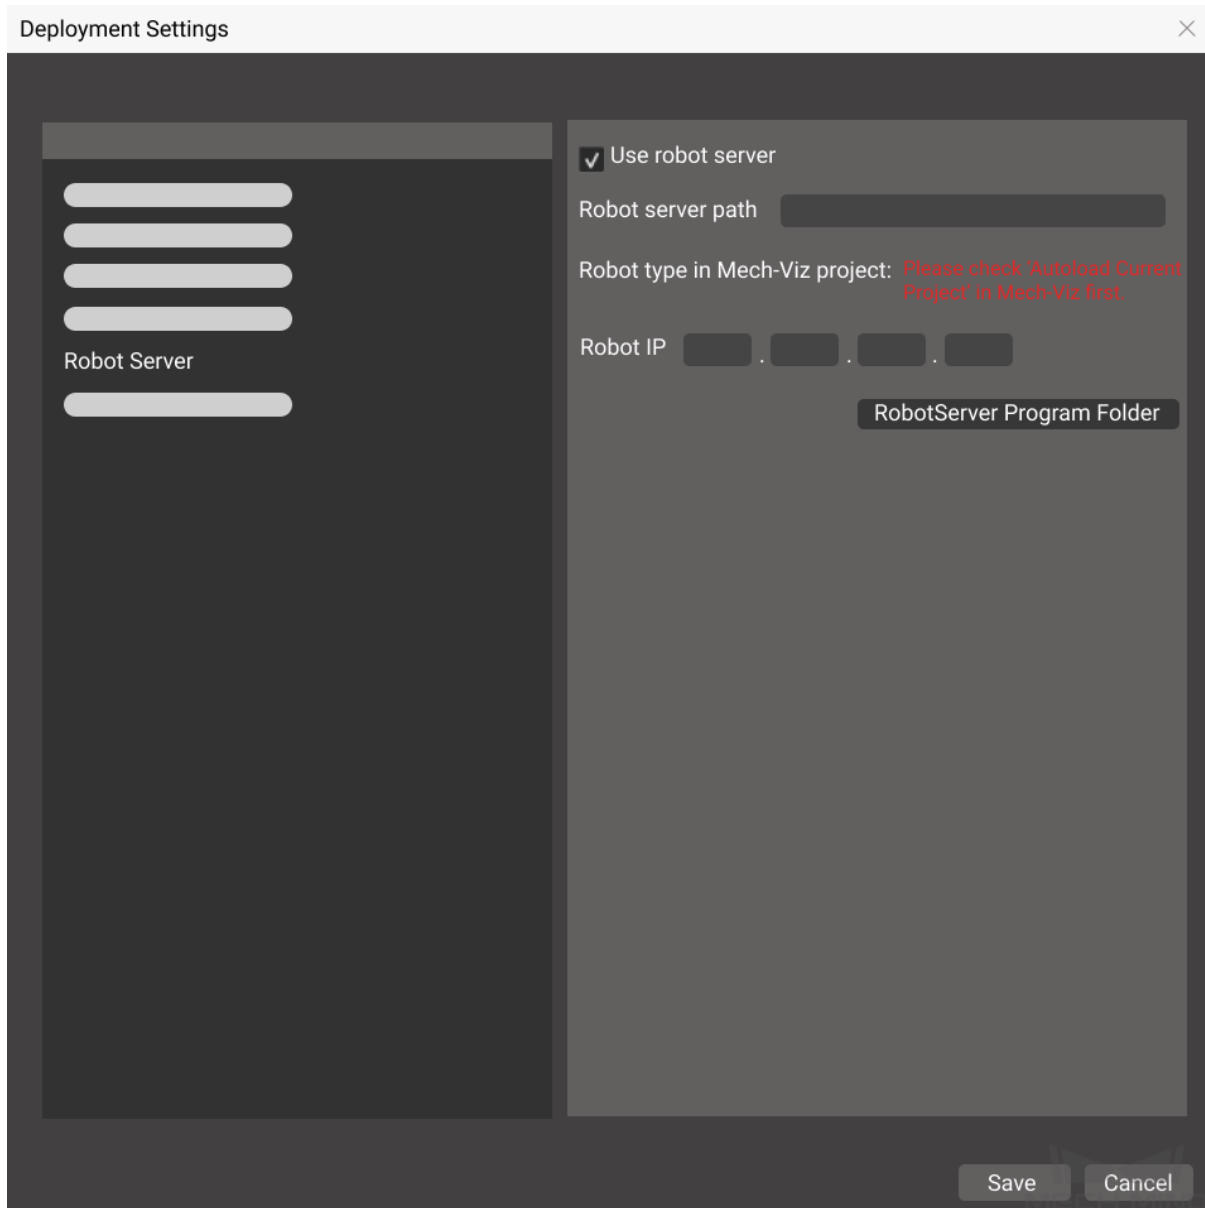 Deployment Settings
Use robot server
Robot server path
Robot type in Mech-Viz project: Please check 'Autoload Current
Project' in Mech-Viz first.
Robot IP . . .
Robot Server
RobotServer Program Folder
Save Cancel